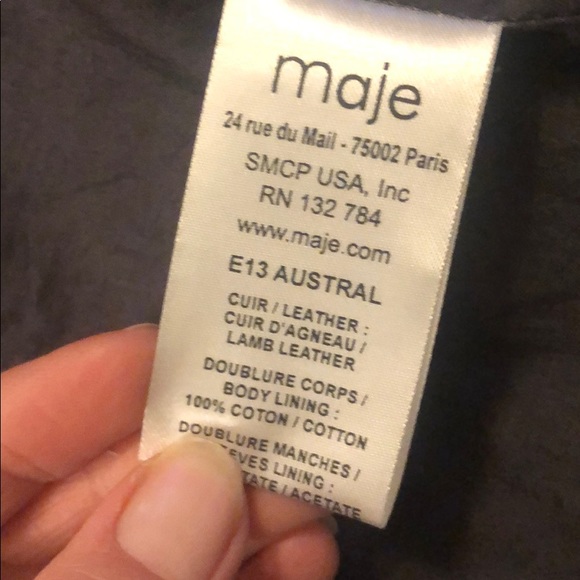 maje
24 rue du Mail - 75002 Paris
SMCP USA, Inc
RN 132 784
www.maje.com
E13 AUSTRAL
CUIR / LEATHER :
CUIR D'AGNEAU /
LAMB LEATHER
DOUBLURE CORPS /
BODY LINING :
100% COTON / COTTON
DOUBLURE MANCHES /
LINING :
/ ACETATE